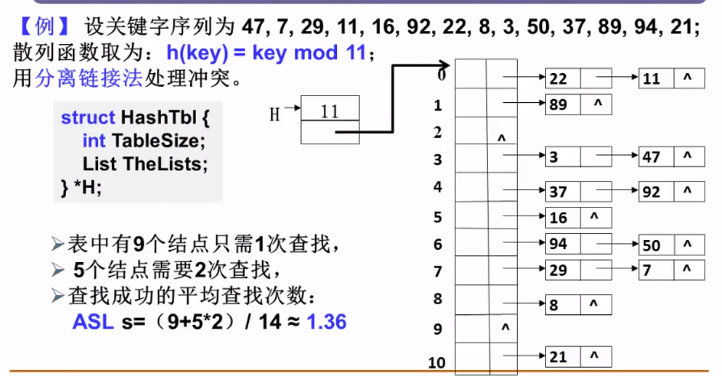 【例】 设关键字序列为 47, 7, 29, 11, 16, 92, 22, 8, 3, 50, 37, 89, 94, 21;
散列函数取为：h(key) = key mod 11；
用分离链接法处理冲突。
struct HashTbl {
int TableSize;
List TheLists;
} *H;
H 11
0 22 11 ^
1 89 ^
2 ^
3 3 47 ^
4 37 92 ^
5 16 ^
6 94 50 ^
7 29 7 ^
8 8 ^
9 ^
10 21 ^
➢表中有9个结点只需1次查找，
➢ 5个结点需要2次查找，
➢查找成功的平均查找次数：
ASL s=（9+5*2）/ 14 ≈ 1.36